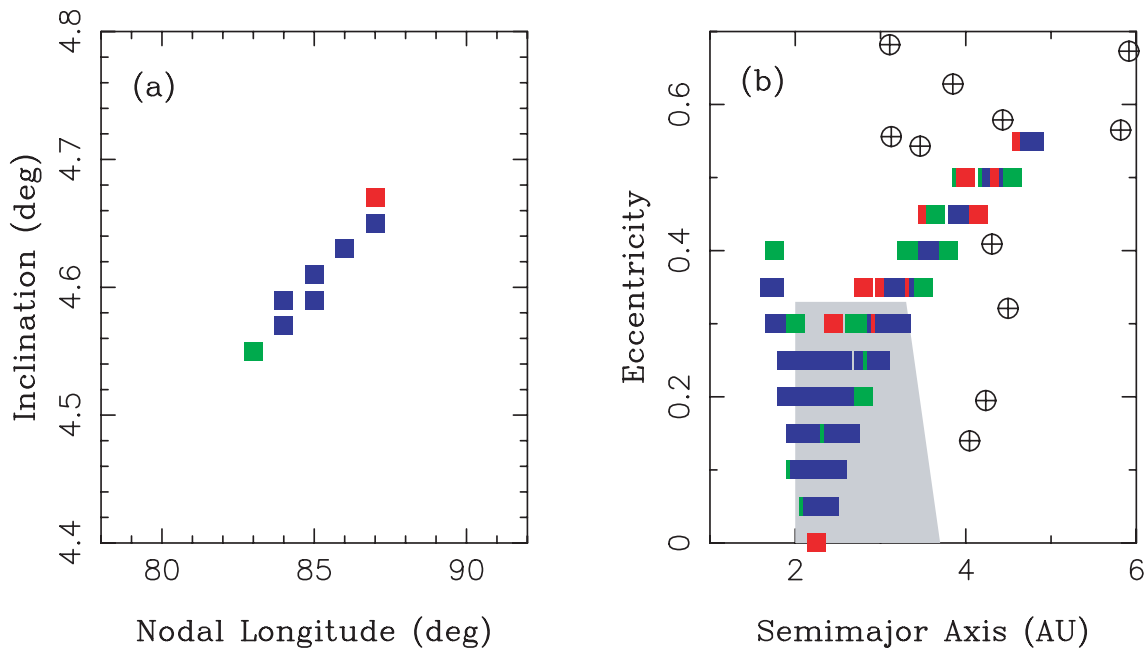 (a)
4.8
4.7
4.6
4.5
4.4
Inclination (deg)
80
85
90
Nodal Longitude (deg)
(b)
0.6
0.4
0.2
0
Eccentricity
2
4
6
Semimajor Axis (AU)